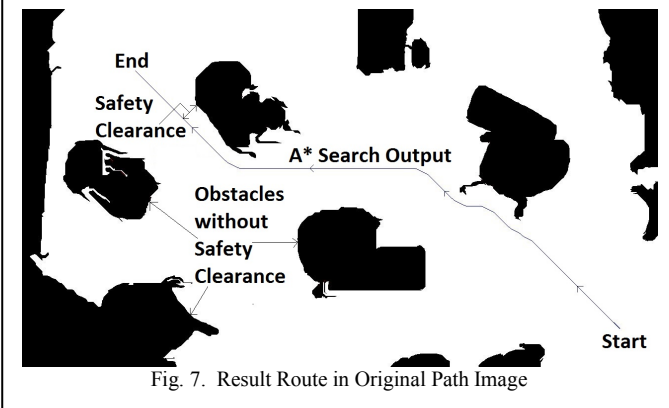 End
Safety
Clearance
A* Search Output
Obstacles
without
Safety
Clearance
Start
Fig. 7. Result Route in Original Path Image